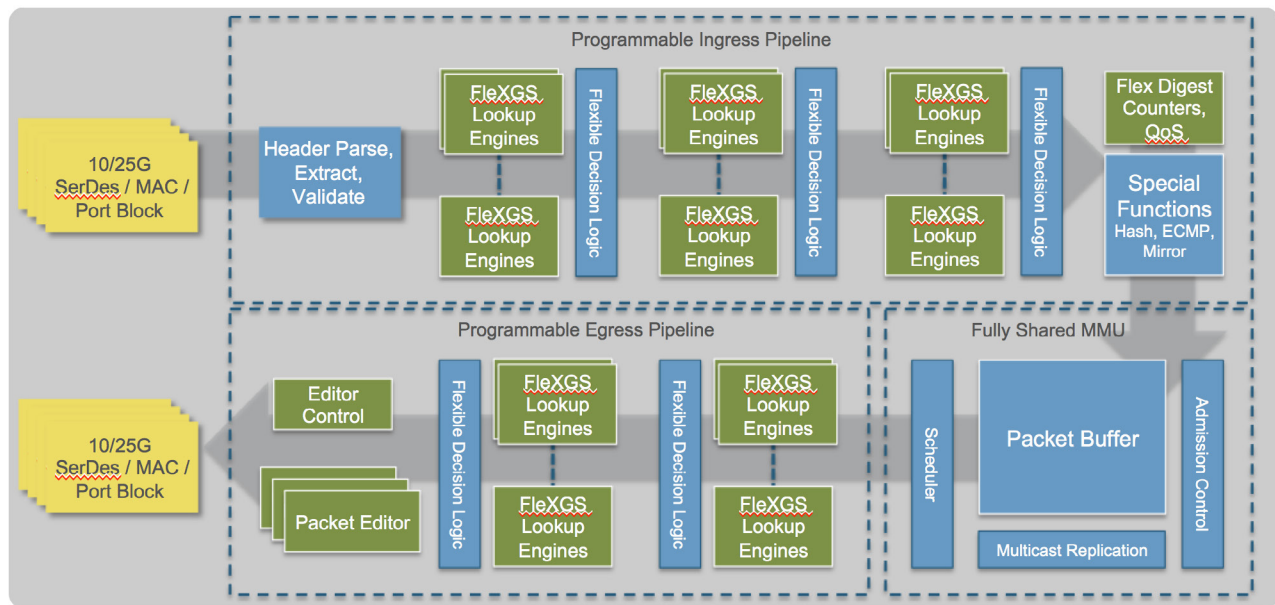 Programmable Ingress Pipeline
10/25G
SerDes / MAC /
Port Block
Header Parse,
Extract,
Validate
FleXGS
Lookup
Engines
FleXGS
Lookup
Engines
Flexible Decision Logic
FleXGS
Lookup
Engines
FleXGS
Lookup
Engines
Flexible Decision Logic
FleXGS
Lookup
Engines
FleXGS
Lookup
Engines
Flexible Decision Logic
Flex Digest
Counters,
QoS
Special
Functions
Hash, ECMP,
Mirror
Programmable Egress Pipeline
10/25G
SerDes / MAC /
Port Block
Editor
Control
Packet Editor
Flexible Decision Logic
FleXGS
Lookup
Engines
FleXGS
Lookup
Engines
Flexible Decision Logic
FleXGS
Lookup
Engines
FleXGS
Lookup
Engines
Fully Shared MMU
Scheduler
Packet Buffer
Multicast Replication
Admission Control